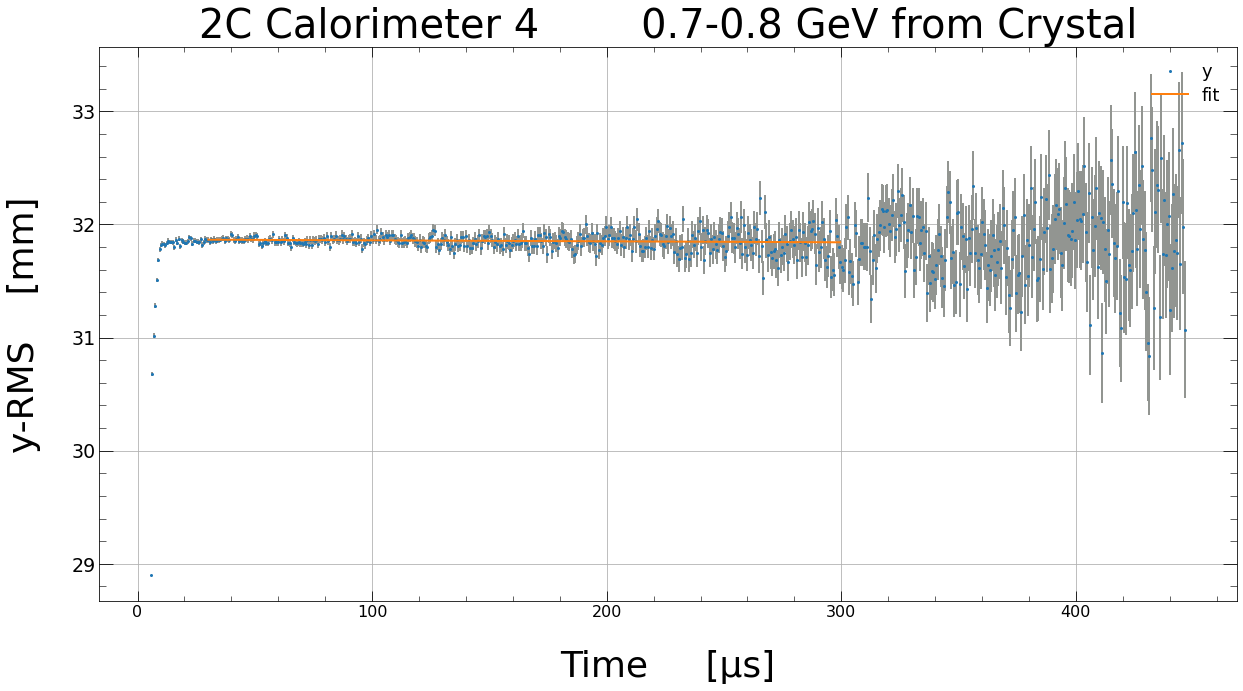 2C Calorimeter 4 0.7-0.8 GeV from Crystal
y
fit
33
32
31
30
29
y-RMS [mm]
0 100 200 300 400
Time [µs]